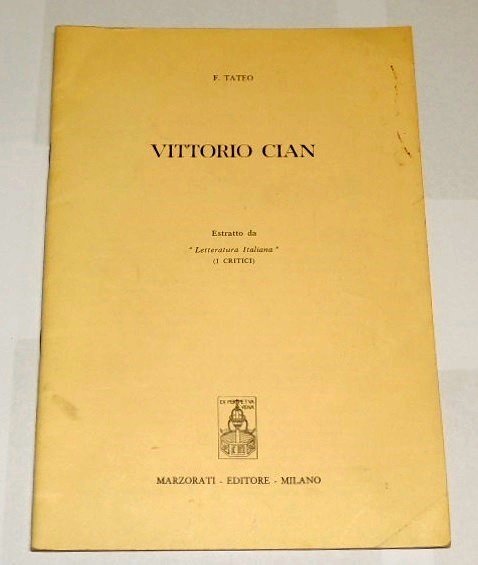 F. TATEO
VITTORIO CIAN
Estratto da
" Letteratura Italiana "
(I CRITICI)
MARZORATI - EDITORE - MILANO